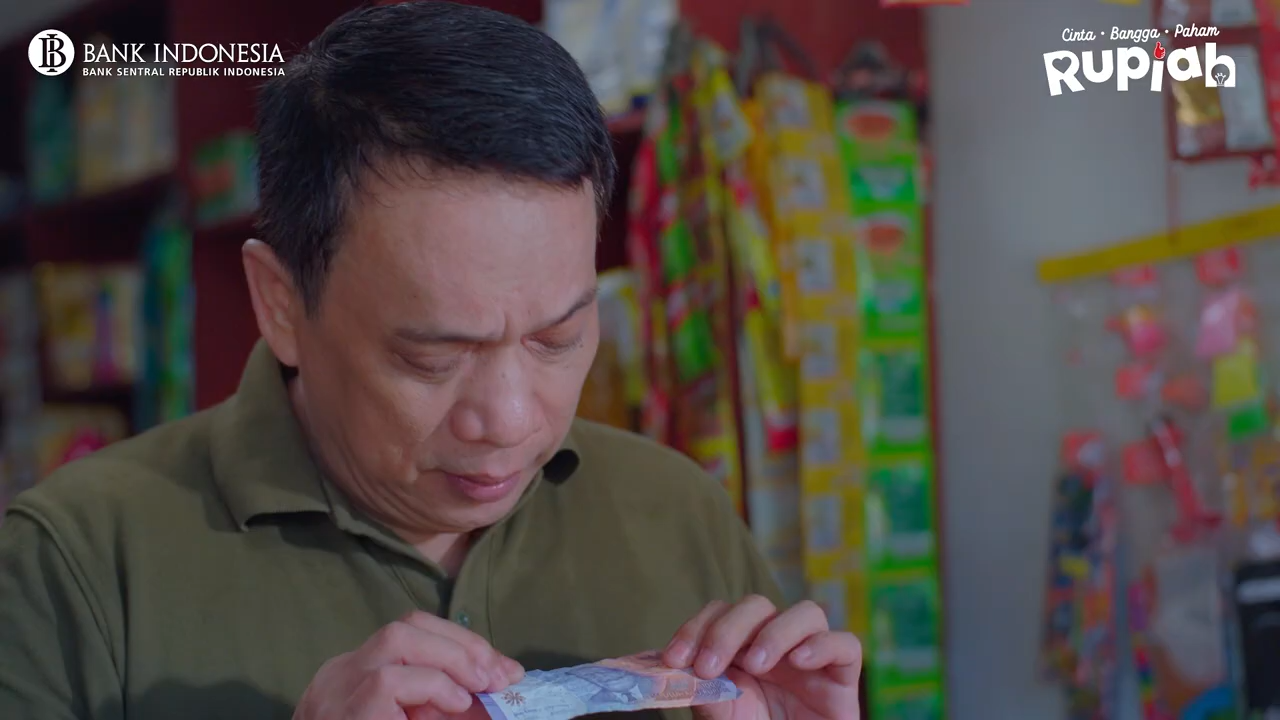 BANK INDONESIA
BANK SENTRAL REPUBLIK INDONESIA
Cinta • Bangga • Paham
Rupiah